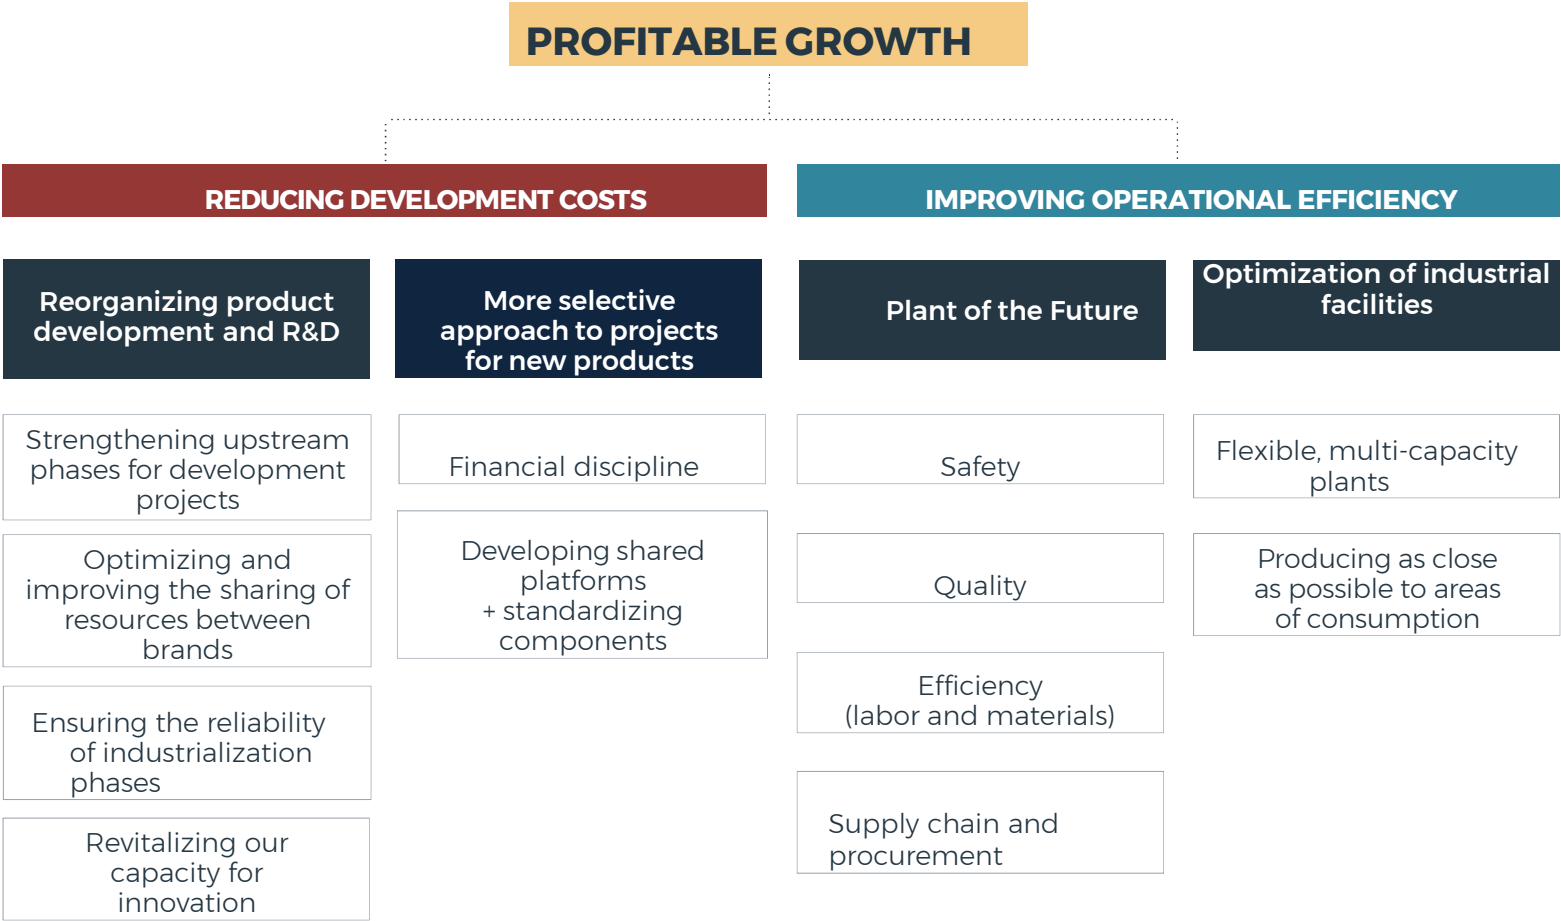 PROFITABLE GROWTH
REDUCING DEVELOPMENT COSTS
IMPROVING OPERATIONAL EFFICIENCY
Reorganizing product
development and R&D
More selective
approach to projects
for new products
Plant of the Future
Optimization of industrial
facilities
Strengthening upstream
phases for development
projects
Optimizing and
improving the sharing of
resources between
brands
Ensuring the reliability
of industrialization
phases
Revitalizing our
capacity for
innovation
Financial discipline
Developing shared
platforms
+ standardizing
components
Safety
Quality
Efficiency
(labor and materials)
Supply chain and
procurement
Flexible, multi-capacity
plants
Producing as close
as possible to areas
of consumption